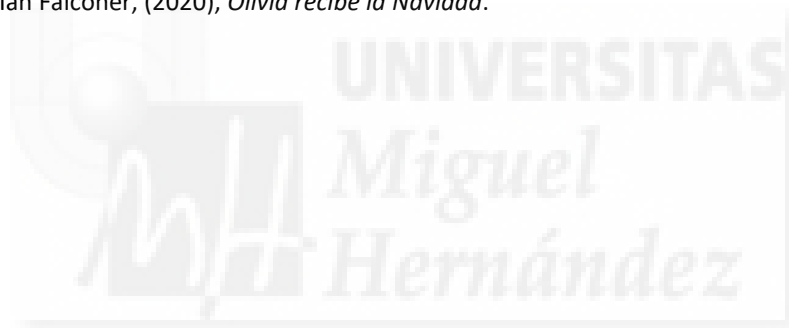 ian Falconer, (2020), Olivia recibe la Navidad.
UNIVERSITAS
Miguel
Hernández